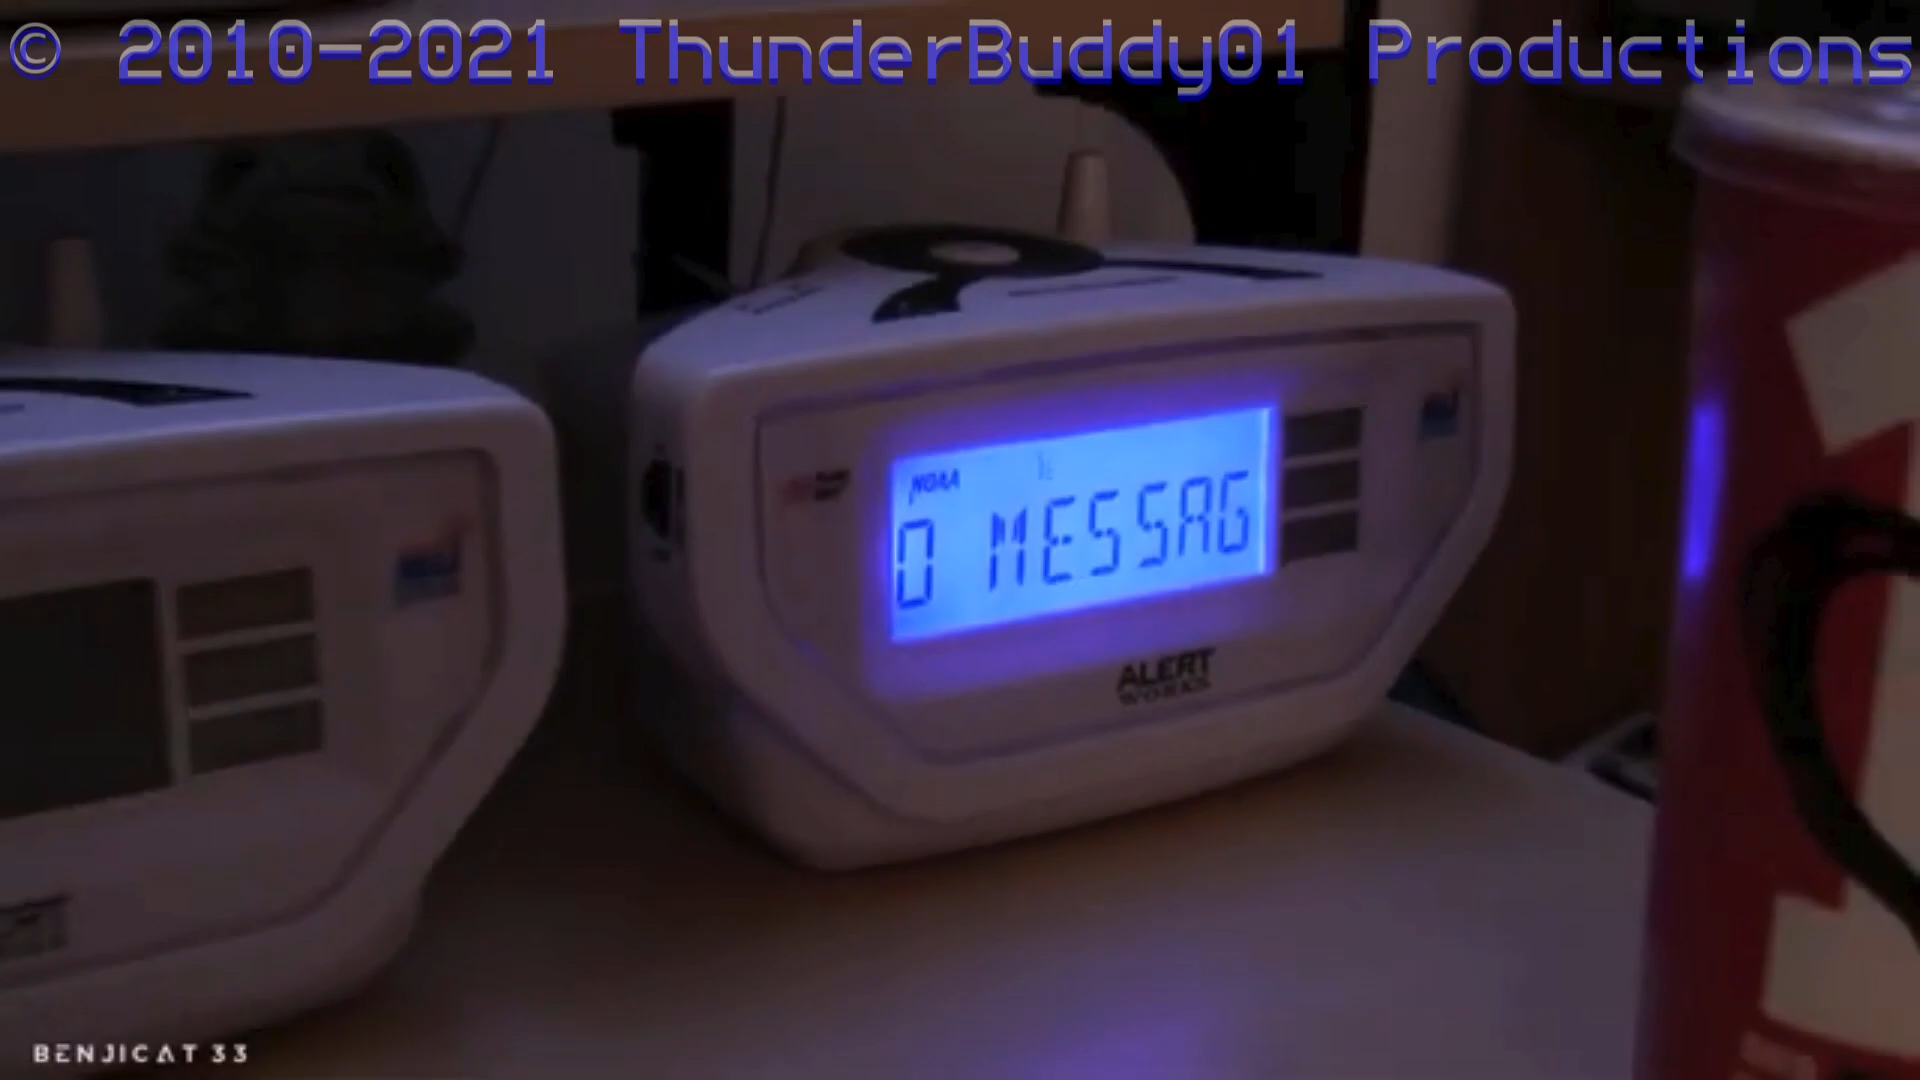 © 2010-2021 ThunderBuddy01 Productions
NOAA
0 MESSAG
ALERT
WORKS
BENJICAT 33